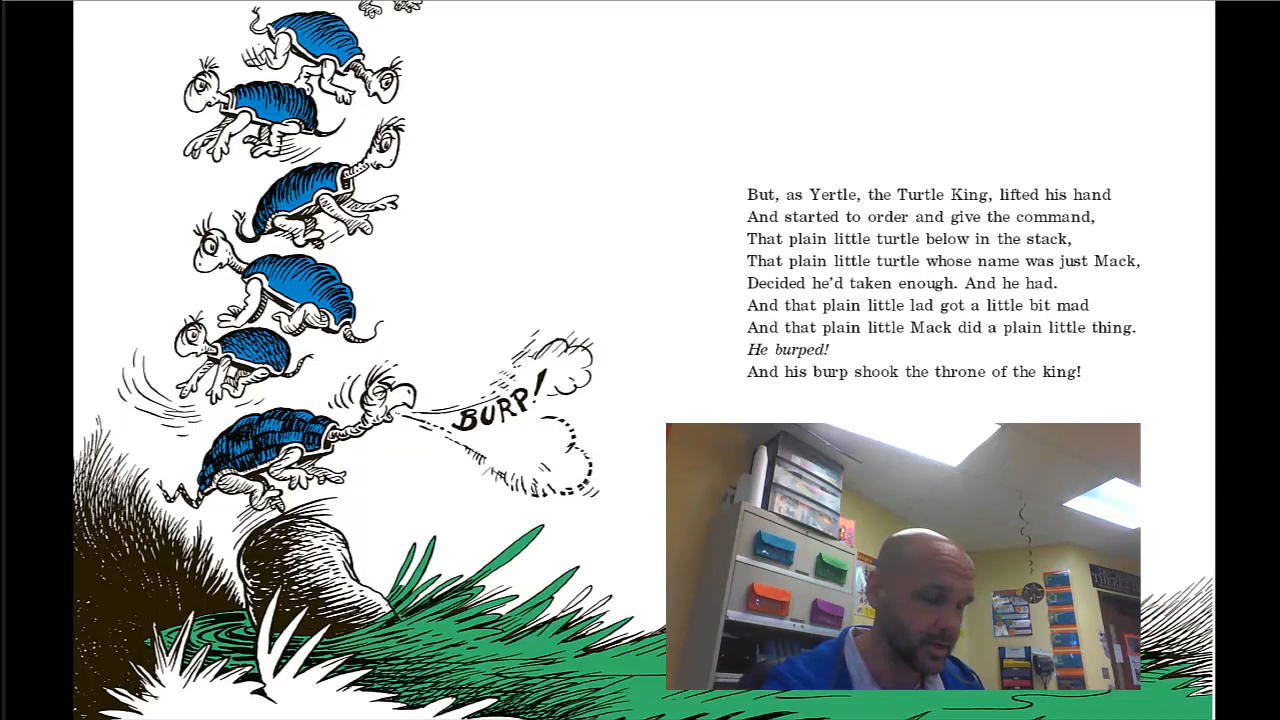 BURP!
But, as Yertle, the Turtle King, lifted his hand
And started to order and give the command,
That plain little turtle below in the stack,
That plain little turtle whose name was just Mack,
Decided he’d taken enough. And he had.
And that plain little lad got a little bit mad
And that plain little Mack did a plain little thing.
He burped!
And his burp shook the throne of the king!